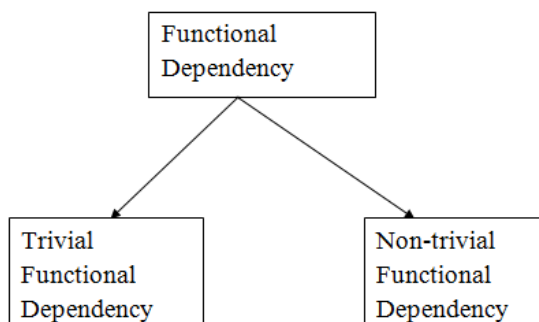 Functional
Dependency
Trivial
Functional
Dependency
Non-trivial
Functional
Dependency